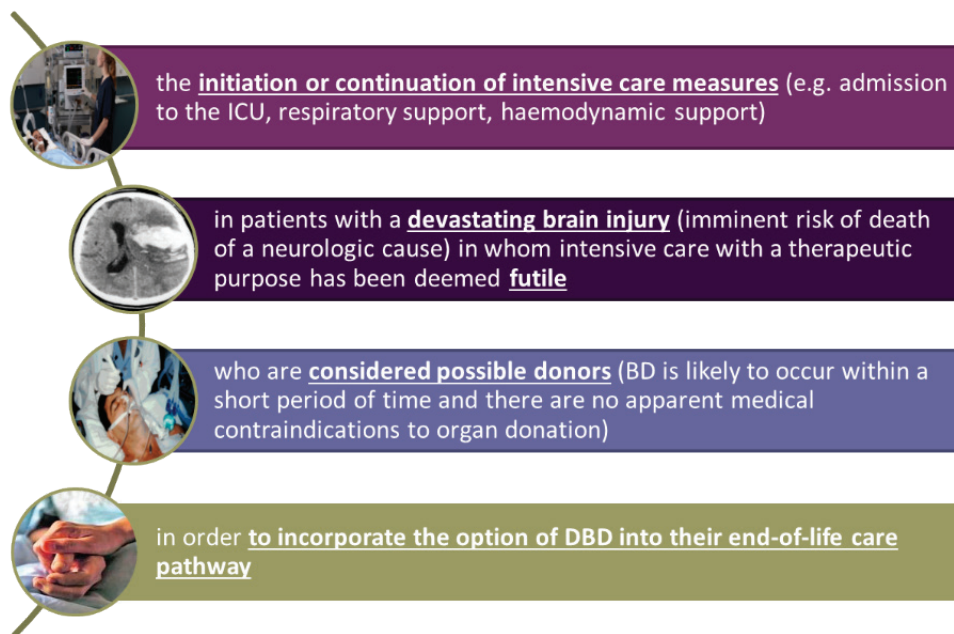 the initiation or continuation of intensive care measures (e.g. admission
to the ICU, respiratory support, haemodynamic support)
in patients with a devastating brain injury (imminent risk of death
of a neurologic cause) in whom intensive care with a therapeutic
purpose has been deemed futile
who are considered possible donors (BD is likely to occur within a
short period of time and there are no apparent medical
contraindications to organ donation)
in order to incorporate the option of DBD into their end-of-life care
pathway